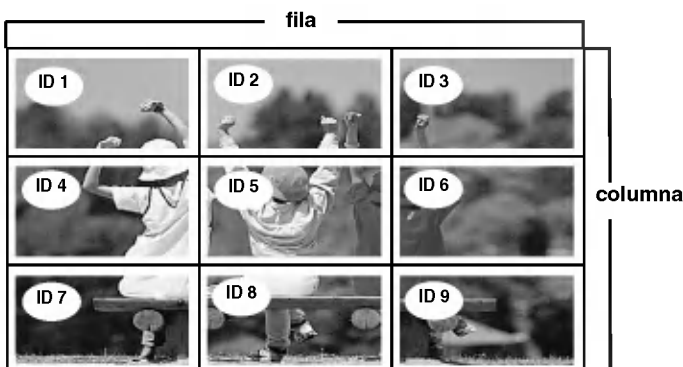 fila
ID 1 ID 2 ID 3
ID 4 ID 5 ID 6
columna
ID 7 ID 8 ID 9